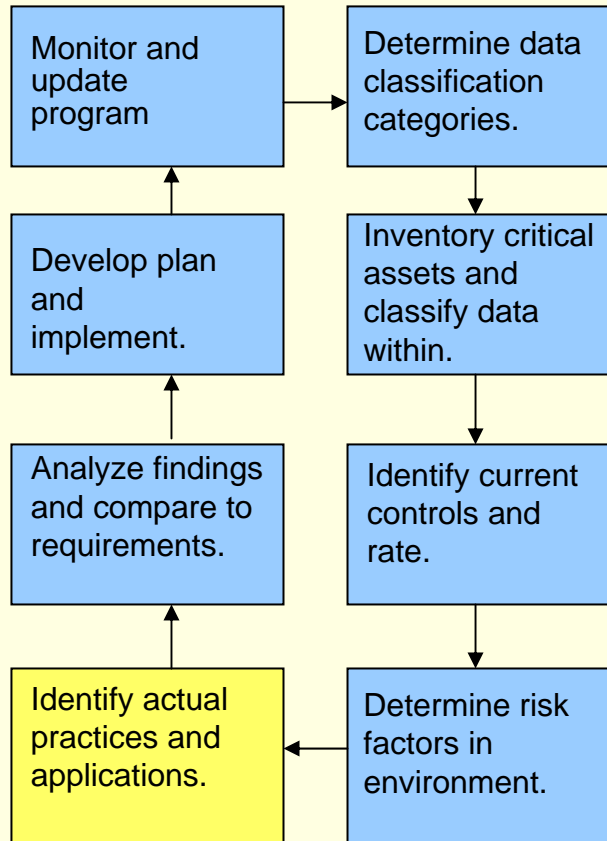 Monitor and
update
program
Determine data
classification
categories.
Develop plan
and
implement.
Inventory critical
assets and
classify data
within.
Analyze findings
and compare to
requirements.
Identify current
controls and
rate.
Identify actual
practices and
applications.
Determine risk
factors in
environment.